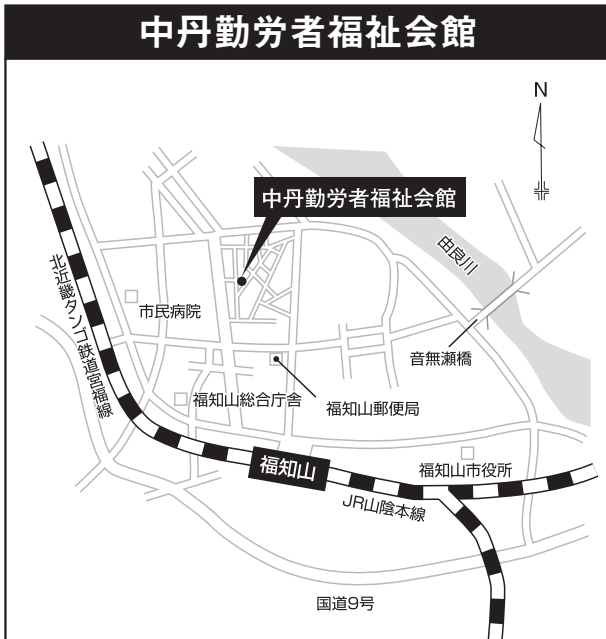 中丹勤労者福祉会館
N
中丹勤労者福祉会館
由良川
北近畿タンゴ鉄道宮福線
市民病院
音無瀬橋
福知山総合庁舎
福知山郵便局
福知山
福知山市役所
JR山陰本線
国道9号